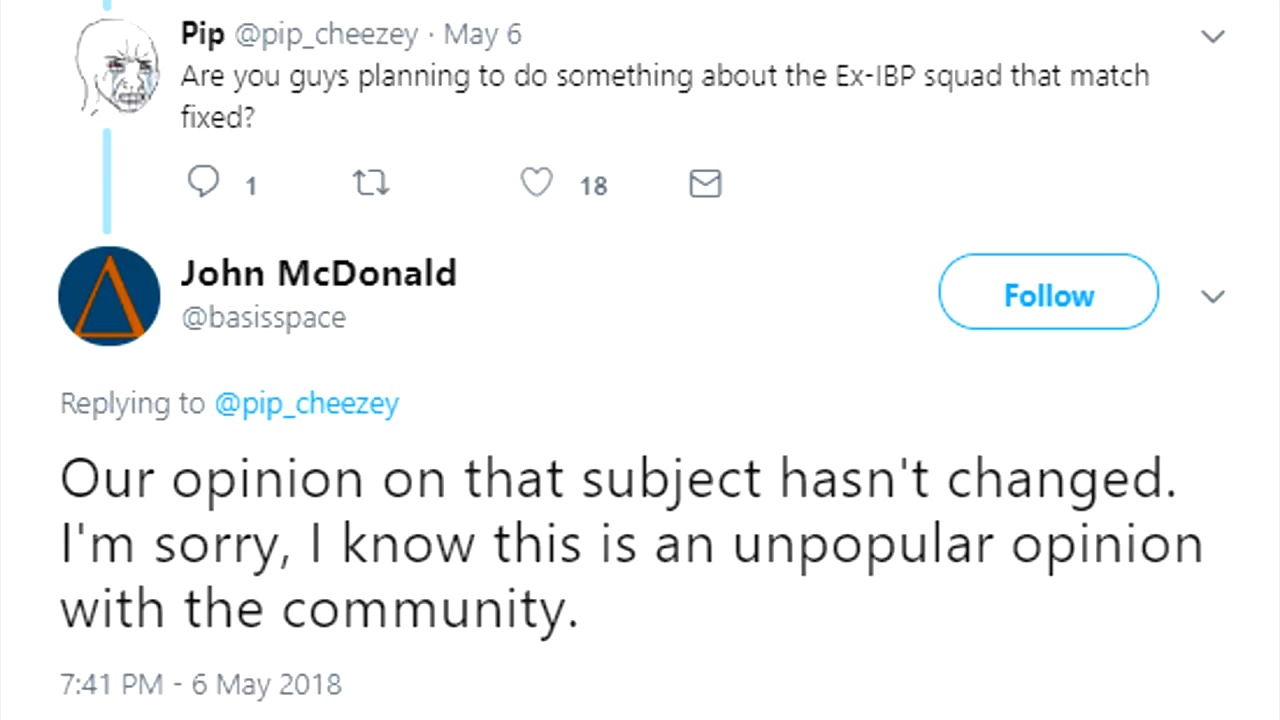 Pip @pip_cheezey · May 6
Are you guys planning to do something about the Ex-IBP squad that match
fixed?
1 18
John McDonald
@basisspace
Follow
Replying to @pip_cheezey
Our opinion on that subject hasn't changed.
I'm sorry, I know this is an unpopular opinion
with the community.
7:41 PM - 6 May 2018